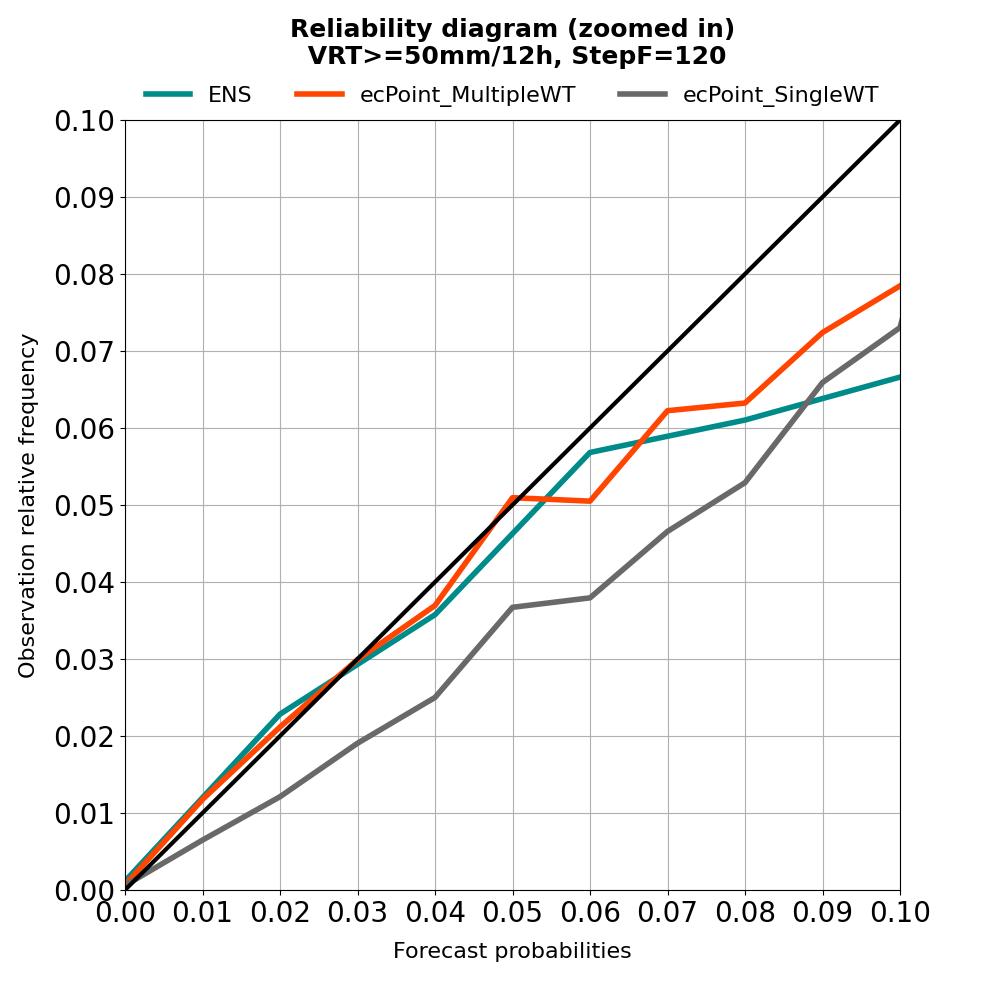 Reliability diagram (zoomed in)
VRT>=50mm/12h, StepF=120
ENS ecPoint_MultipleWT ecPoint_SingleWT
0.10
0.09
0.08
0.07
0.06
0.05
0.04
0.03
0.02
0.01
0.00
Observation relative frequency
0.00 0.01 0.02 0.03 0.04 0.05 0.06 0.07 0.08 0.09 0.10
Forecast probabilities